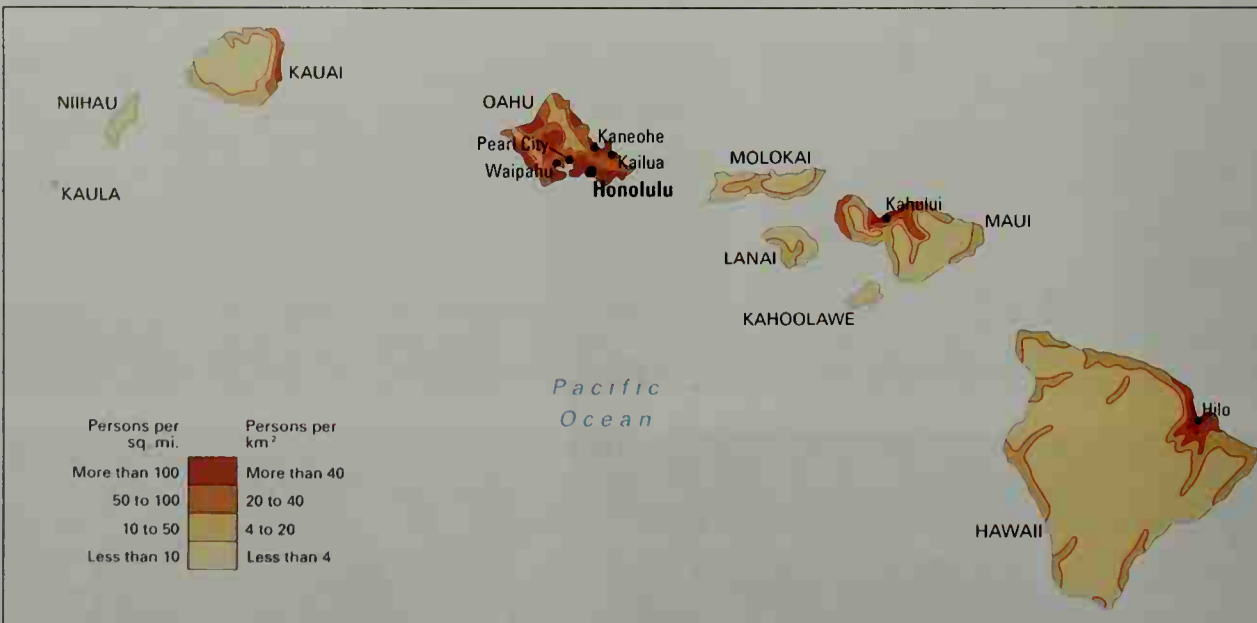 KAUAI
NIIHAU
KAULA
OAHU
Kaneohe
Pearl City
Kailua
Waipahu
Honolulu
MOLOKAI
Kahului
MAUI
LANAI
KAHOOLAWE
Pacific
Ocean
Hilo
HAWAII
Persons per
sq. mi.
Persons per
km²
More than 100 More than 40
50 to 100 20 to 40
10 to 50 4 to 20
Less than 10 Less than 4